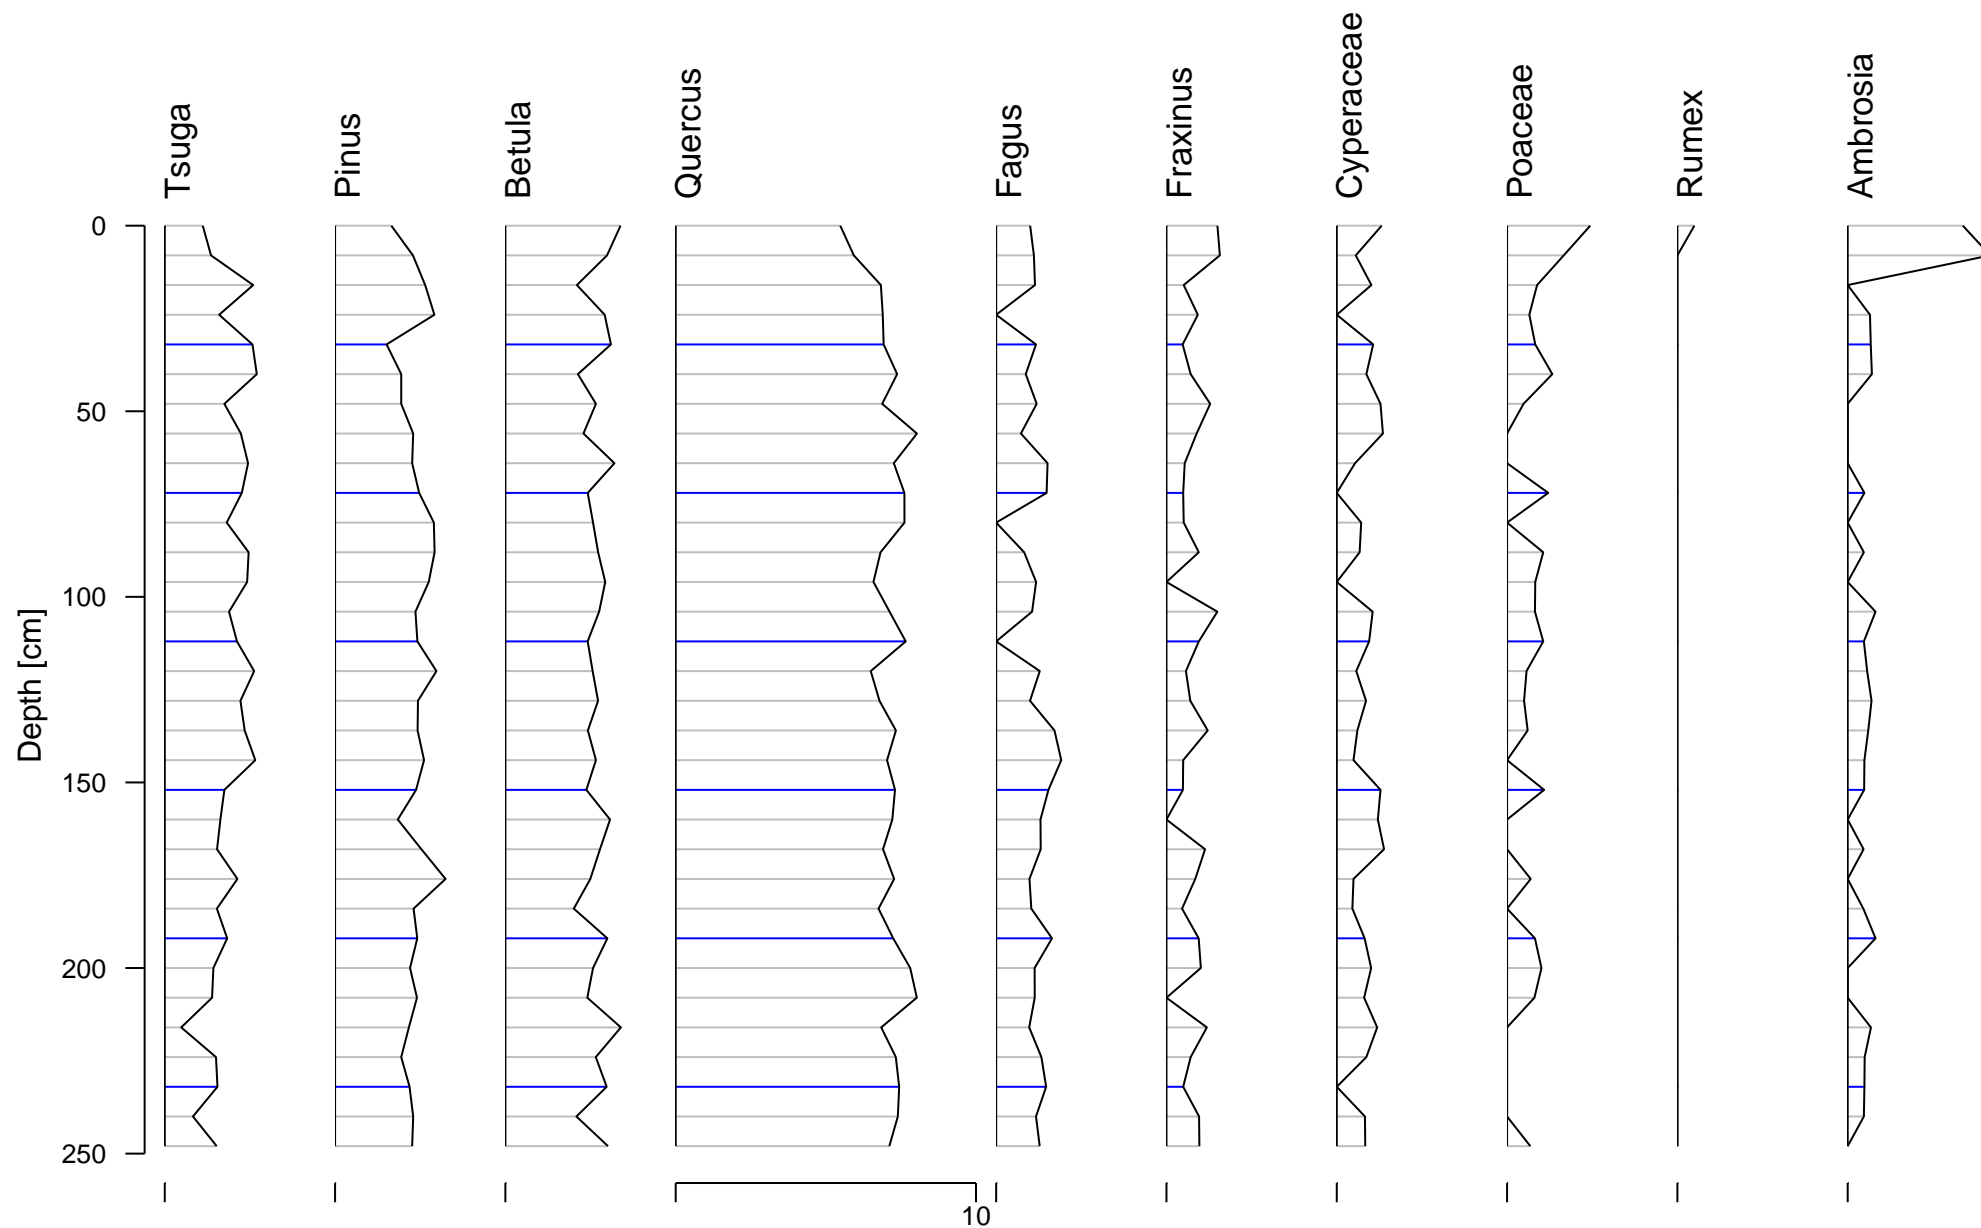 Tsuga
Pinus
Betula
Quercus
Fagus
Fraxinus
Cyperaceae
Poaceae
Rumex
Ambrosia
Depth [cm]
0
50
100
150
200
250
10